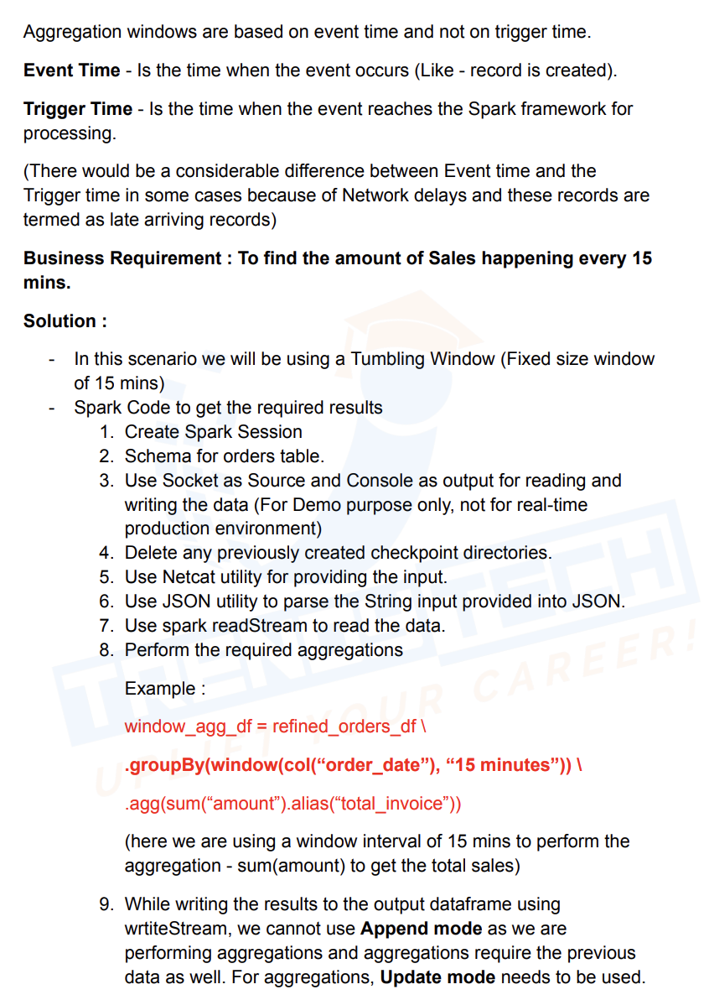 Aggregation windows are based on event time and not on trigger time.
Event Time - Is the time when the event occurs (Like - record is created).
Trigger Time - Is the time when the event reaches the Spark framework for
processing.
(There would be a considerable difference between Event time and the
Trigger time in some cases because of Network delays and these records are
termed as late arriving records)
Business Requirement : To find the amount of Sales happening every 15
mins.
Solution :
- In this scenario we will be using a Tumbling Window (Fixed size window
of 15 mins)
- Spark Code to get the required results
1. Create Spark Session
2. Schema for orders table.
3. Use Socket as Source and Console as output for reading and
writing the data (For Demo purpose only, not for real-time
production environment)
4. Delete any previously created checkpoint directories.
5. Use Netcat utility for providing the input.
6. Use JSON utility to parse the String input provided into JSON.
7. Use spark readStream to read the data.
8. Perform the required aggregations
Example :
window_agg_df = refined_orders_df \
.groupBy(window(col(“order_date”), “15 minutes”)) \
.agg(sum(“amount”).alias(“total_invoice”))
(here we are using a window interval of 15 mins to perform the
aggregation - sum(amount) to get the total sales)
9. While writing the results to the output dataframe using
wrtiteStream, we cannot use Append mode as we are
performing aggregations and aggregations require the previous
data as well. For aggregations, Update mode needs to be used.
TRENDYTECH
UPLIFT YOUR CAREER!